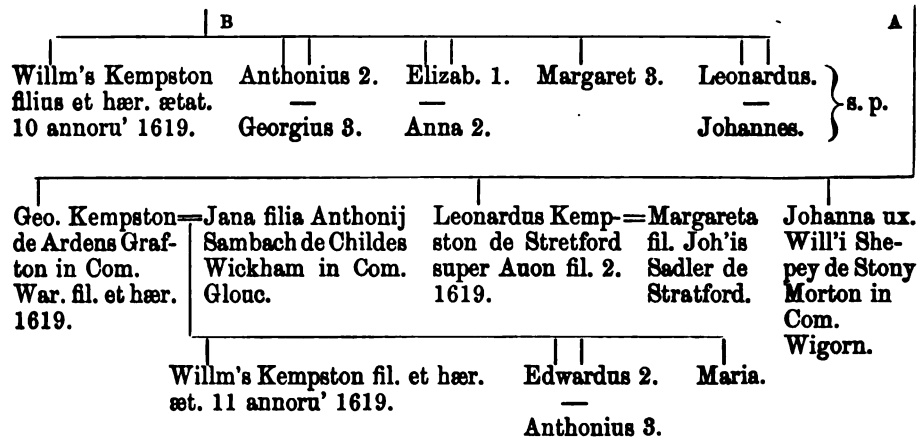 B
A
Willm's Kempston
filius et hær. ætat.
10 annoru' 1619.
Anthonius 2.
—
Georgius 3.
Elizab. 1.
—
Anna 2.
Margaret 3.
Leonardus.
—
Johannes.
} s. p.
Geo. Kempston=
de Ardens Graf-
ton in Com.
War. fil. et hær.
1619.
Jana filia Anthonij
Sambach de Childes
Wickham in Com.
Glouc.
Leonardus Kemp-=
ston de Stretford
super Auon fil. 2.
1619.
Margareta
fil. Joh'is
Sadler de
Stratford.
Johanna ux.
Will'i She-
pey de Stony
Morton in
Com.
Wigorn.
Willm's Kempston fil. et hær.
æt. 11 annoru' 1619.
Edwardus 2.
—
Anthonius 3.
Maria.